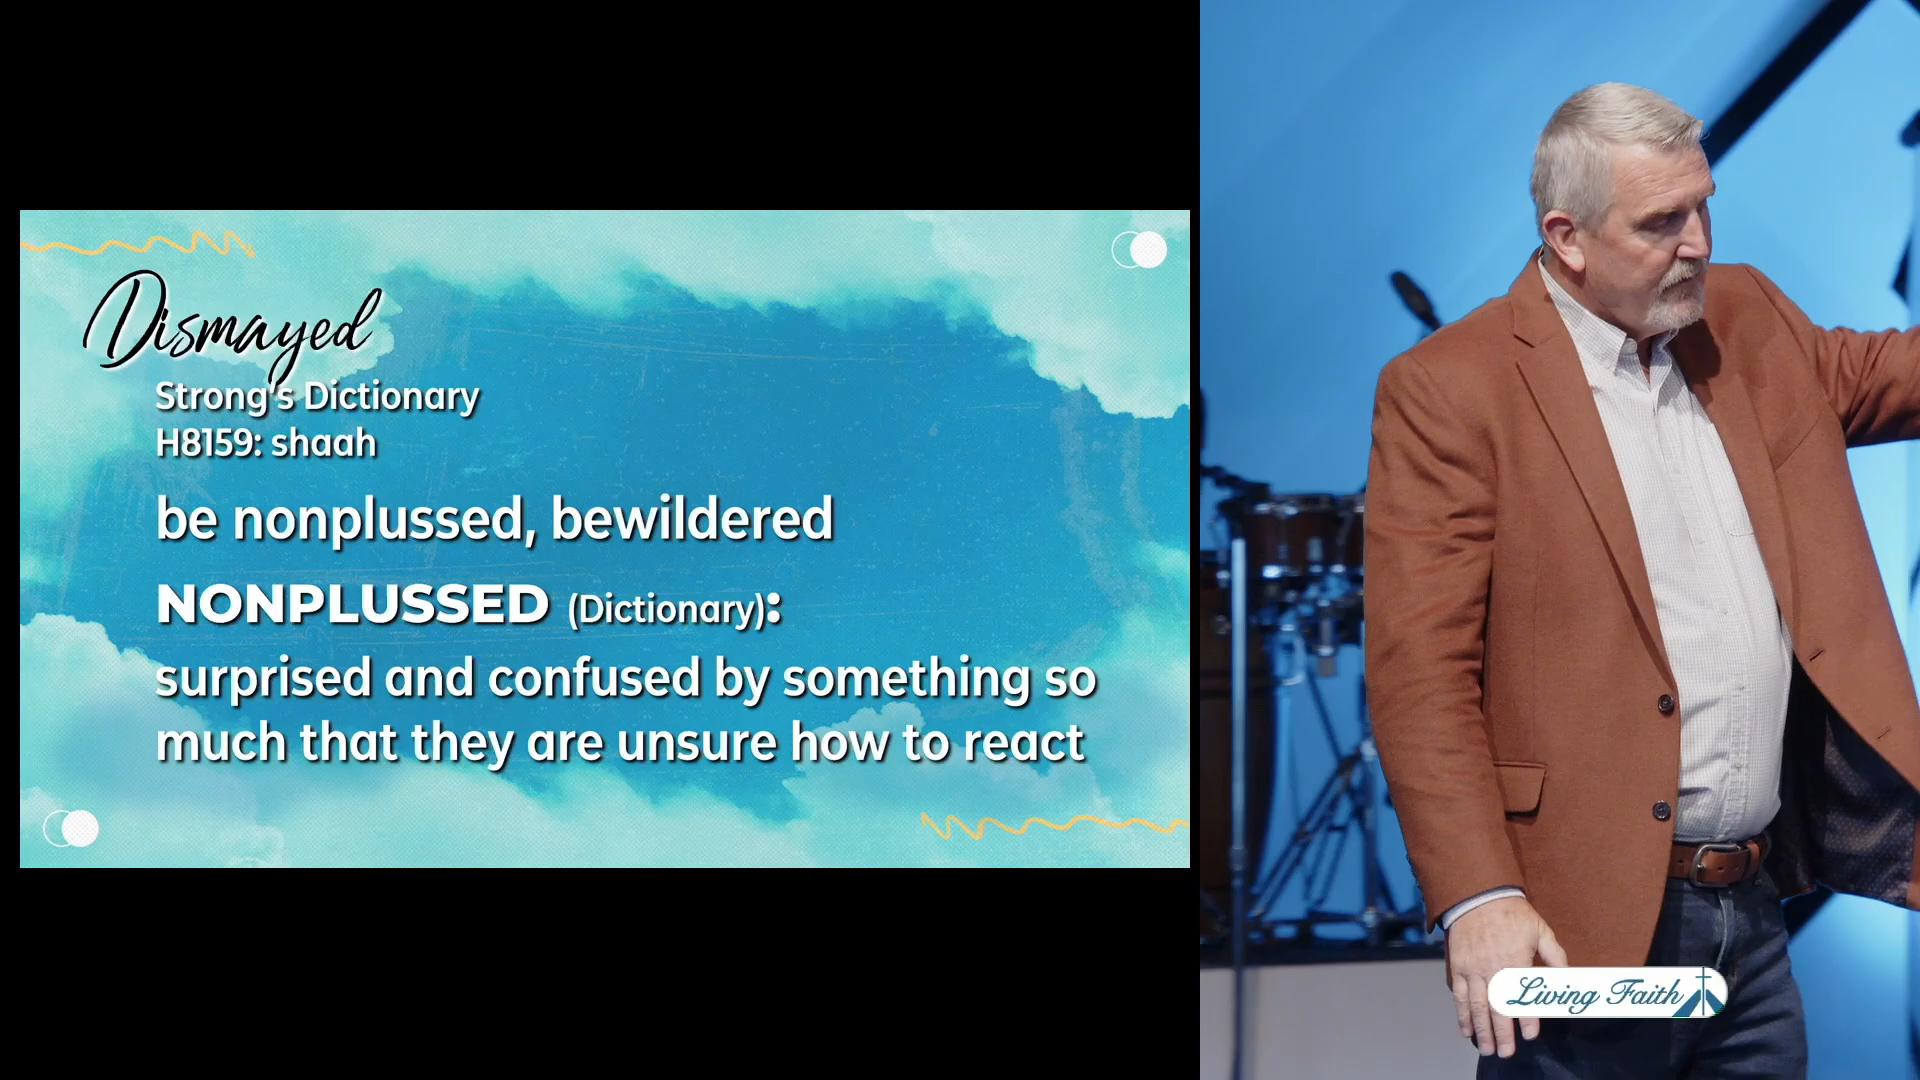 Dismayed
Strong's Dictionary
H8159: shaah
be nonplussed, bewildered
NONPLUSSED (Dictionary):
surprised and confused by something so
much that they are unsure how to react
Living Faith